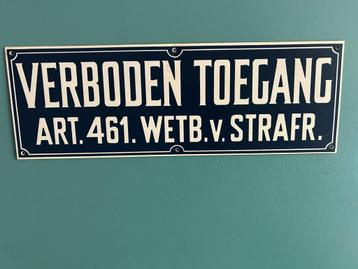 VERBODEN TOEGANG
ART. 461. WETB. v. STRAFR.